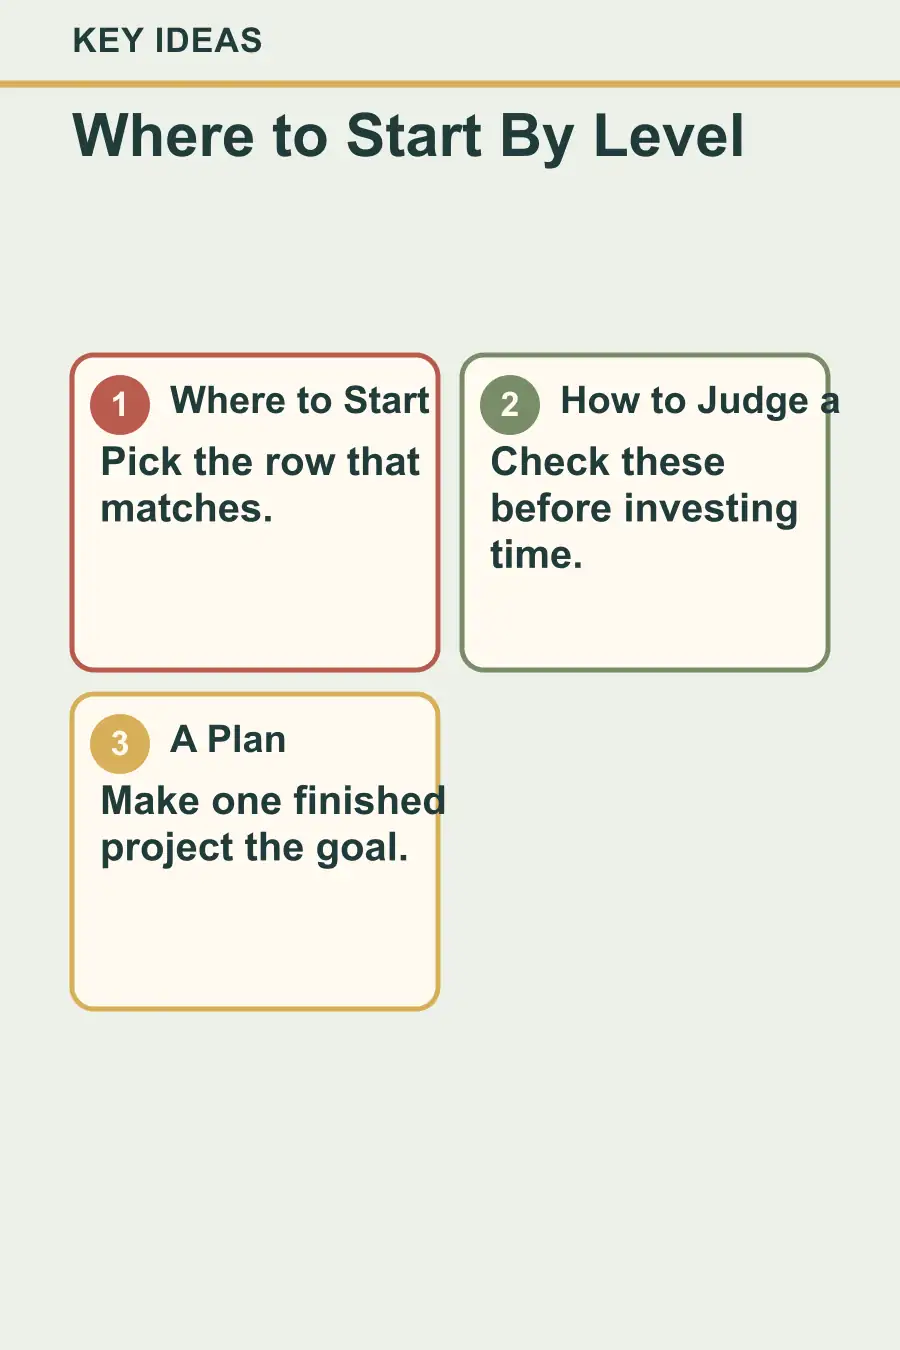 KEY IDEAS
Where to Start By Level
1
Where to Start
Pick the row that
matches.
2
How to Judge a
Check these
before investing
time.
3
A Plan
Make one finished
project the goal.